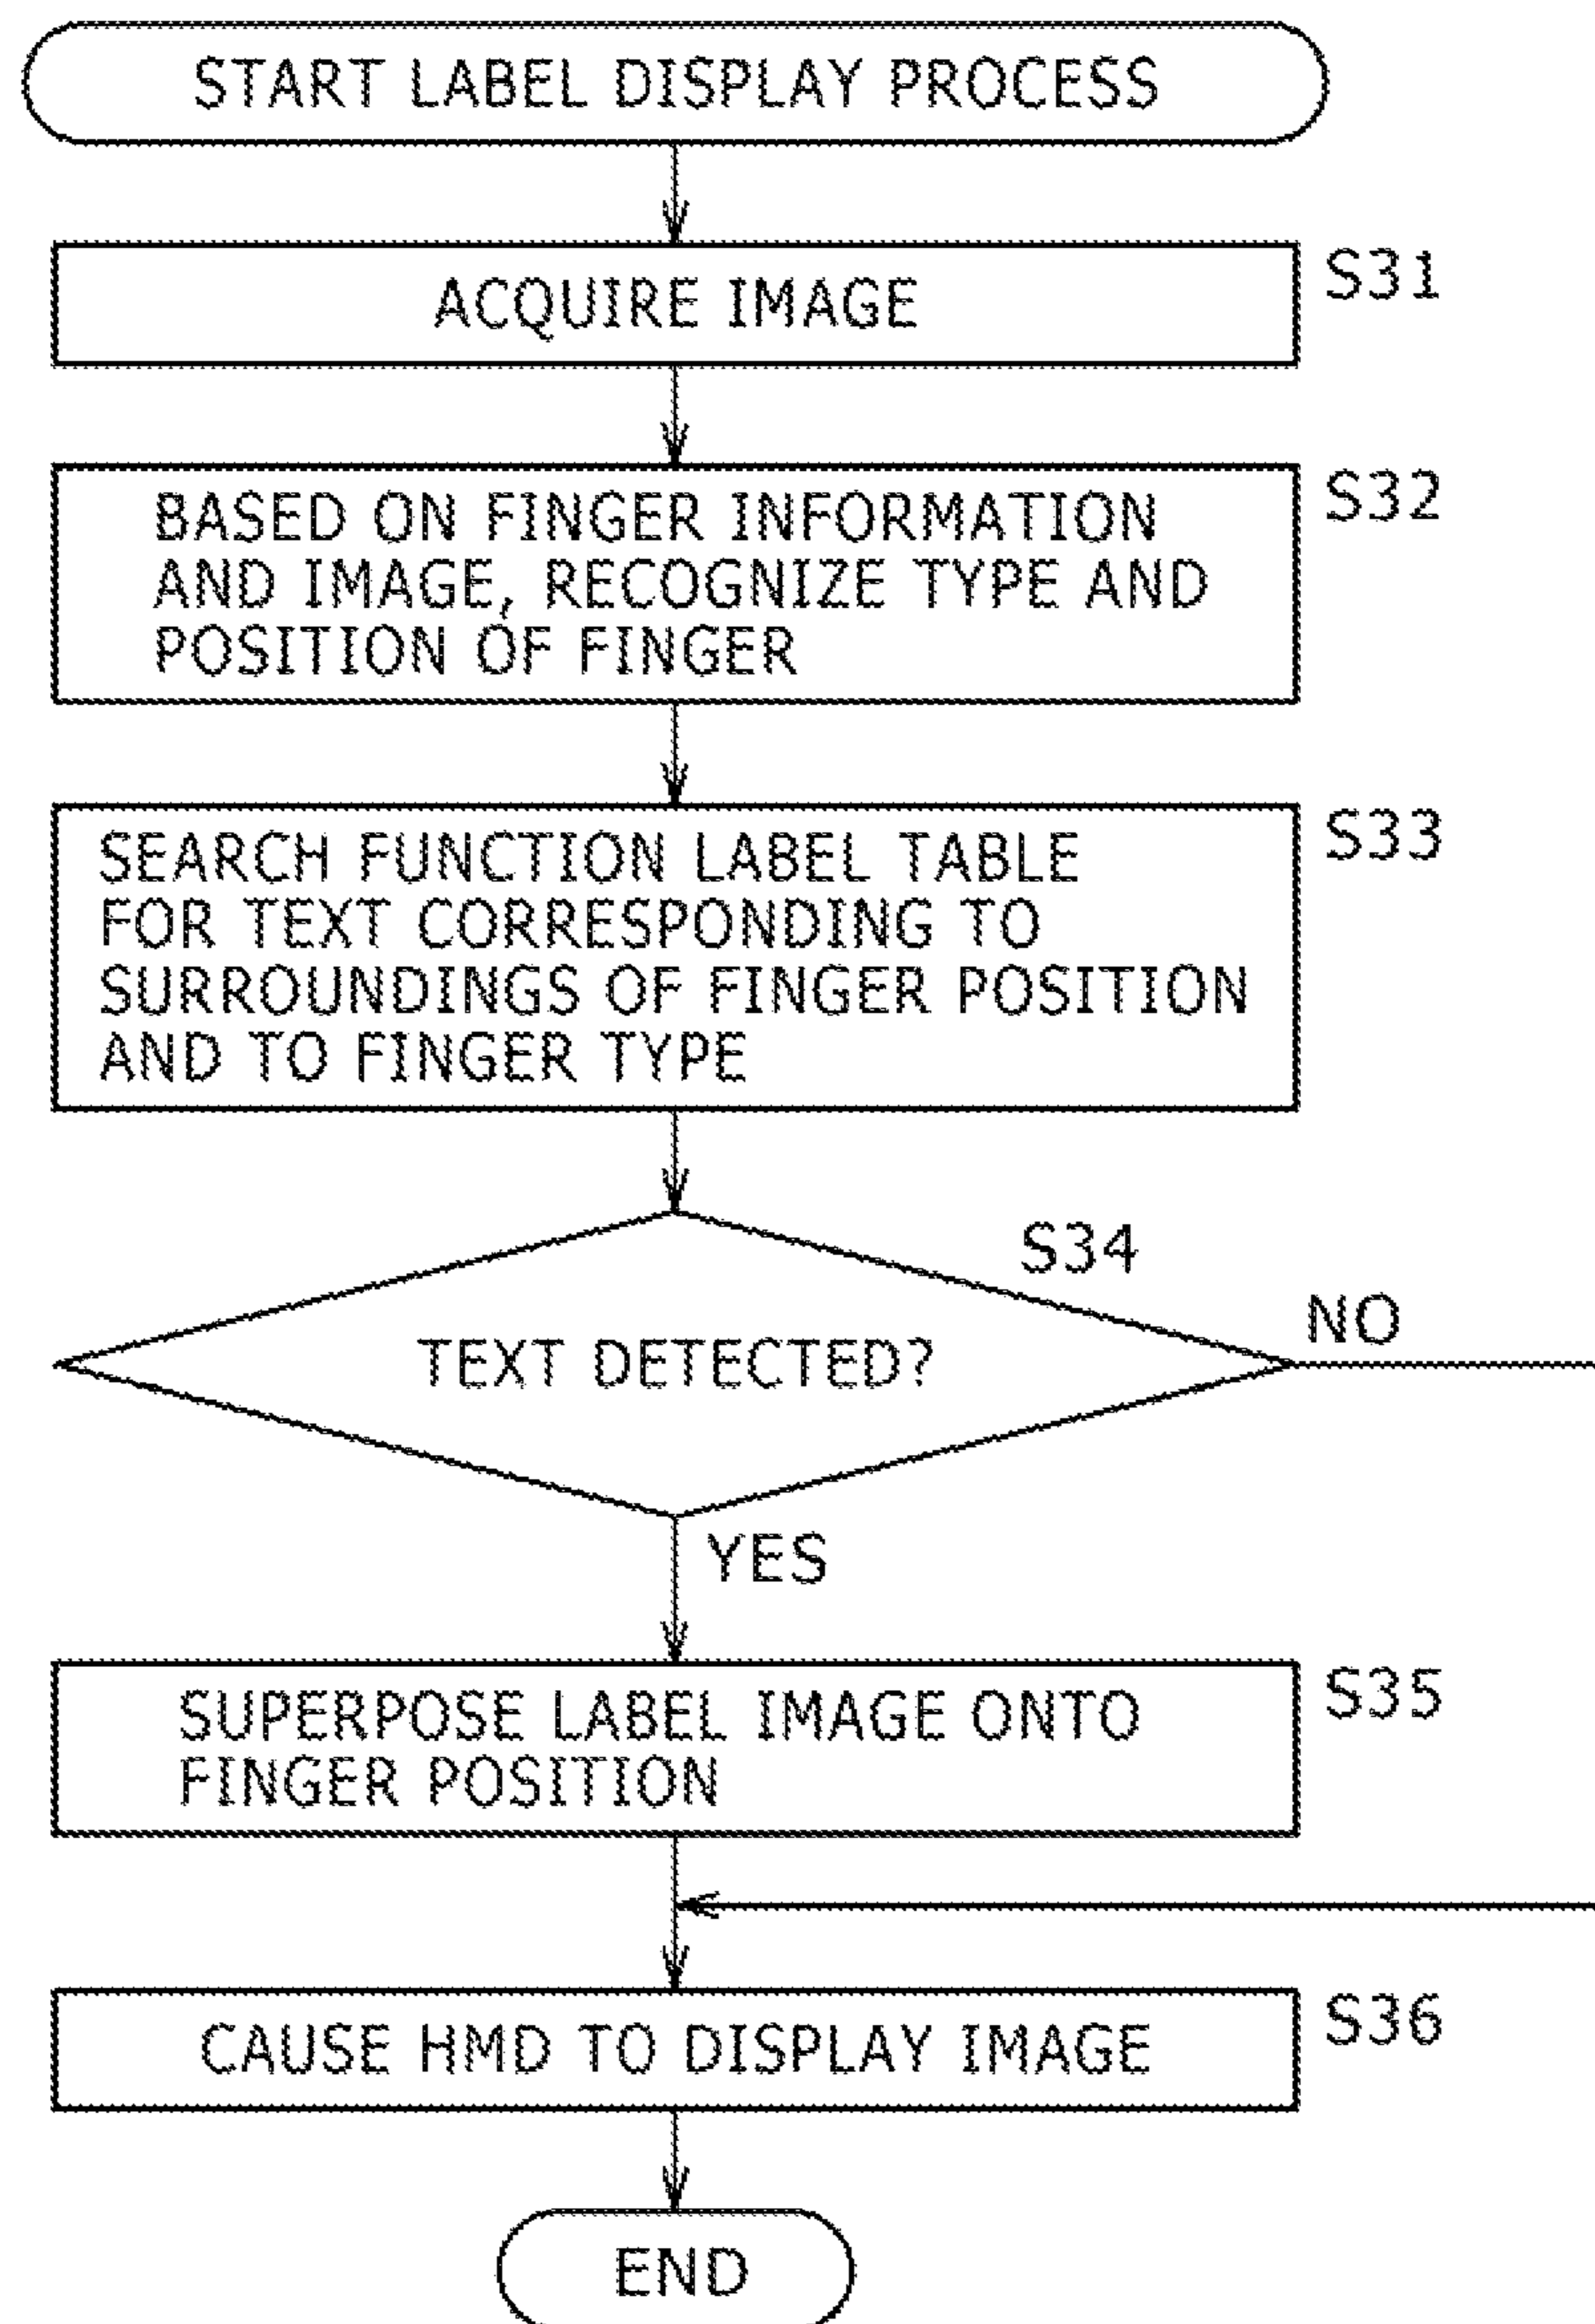 START LABEL DISPLAY PROCESS
ACQUIRE IMAGE
S31
BASED ON FINGER INFORMATION
AND IMAGE, RECOGNIZE TYPE AND
POSITION OF FINGER
S32
SEARCH FUNCTION LABEL TABLE
FOR TEXT CORRESPONDING TO
SURROUNDINGS OF FINGER POSITION
AND TO FINGER TYPE
S33
S34
TEXT DETECTED?
NO
YES
SUPERPOSE LABEL IMAGE ONTO
FINGER POSITION
S35
CAUSE HMD TO DISPLAY IMAGE
S36
END